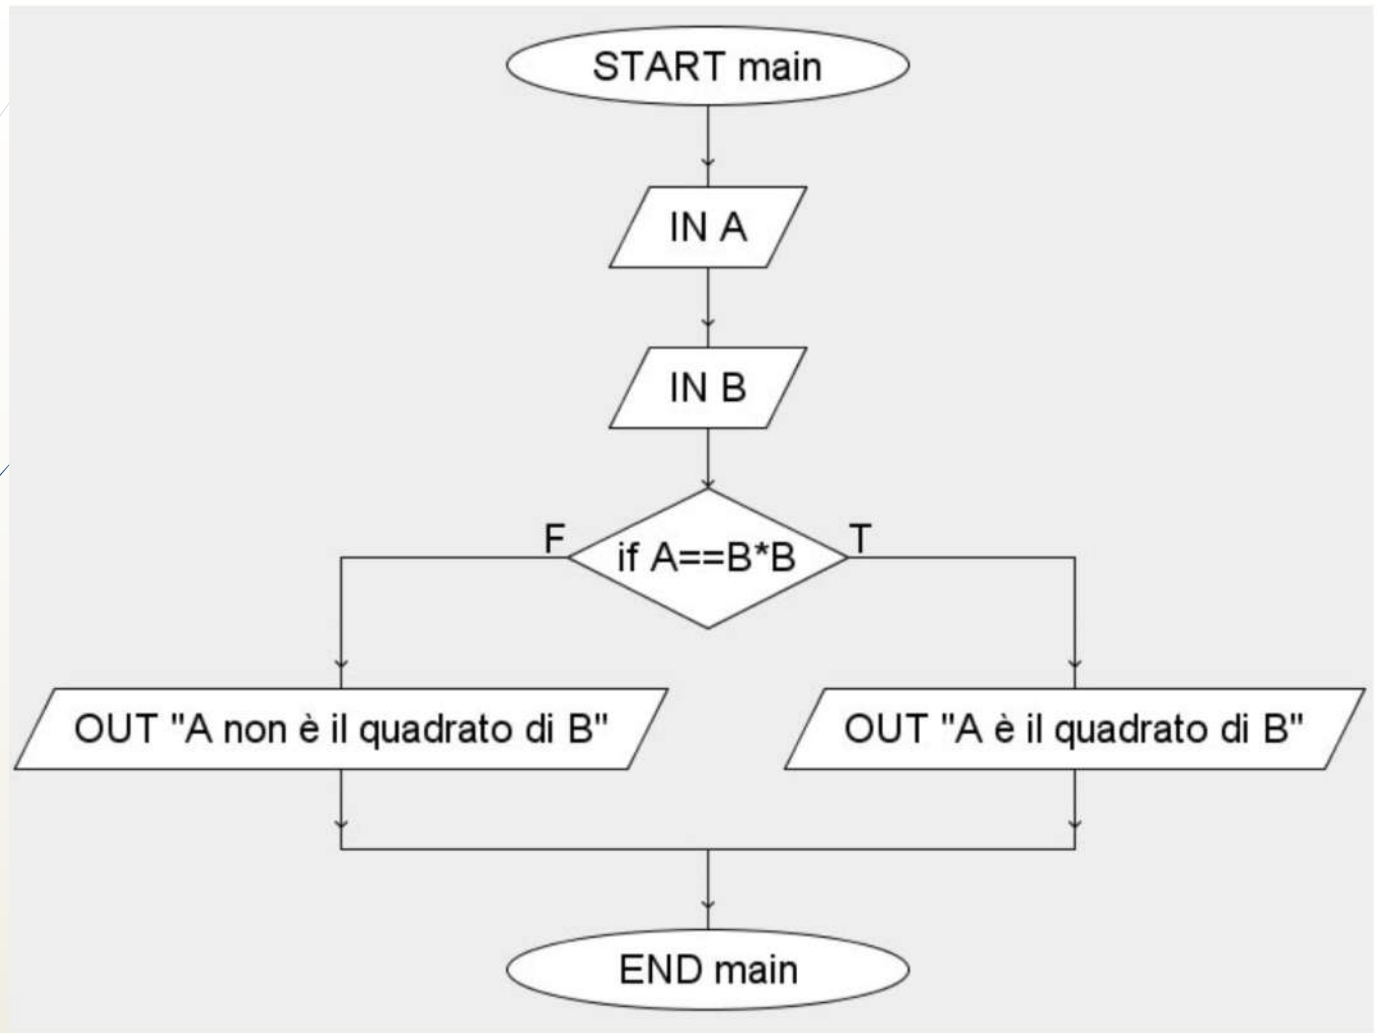 START main
IN A
IN B
F
if A==B*B
T
OUT "A non è il quadrato di B"
OUT "A è il quadrato di B"
END main